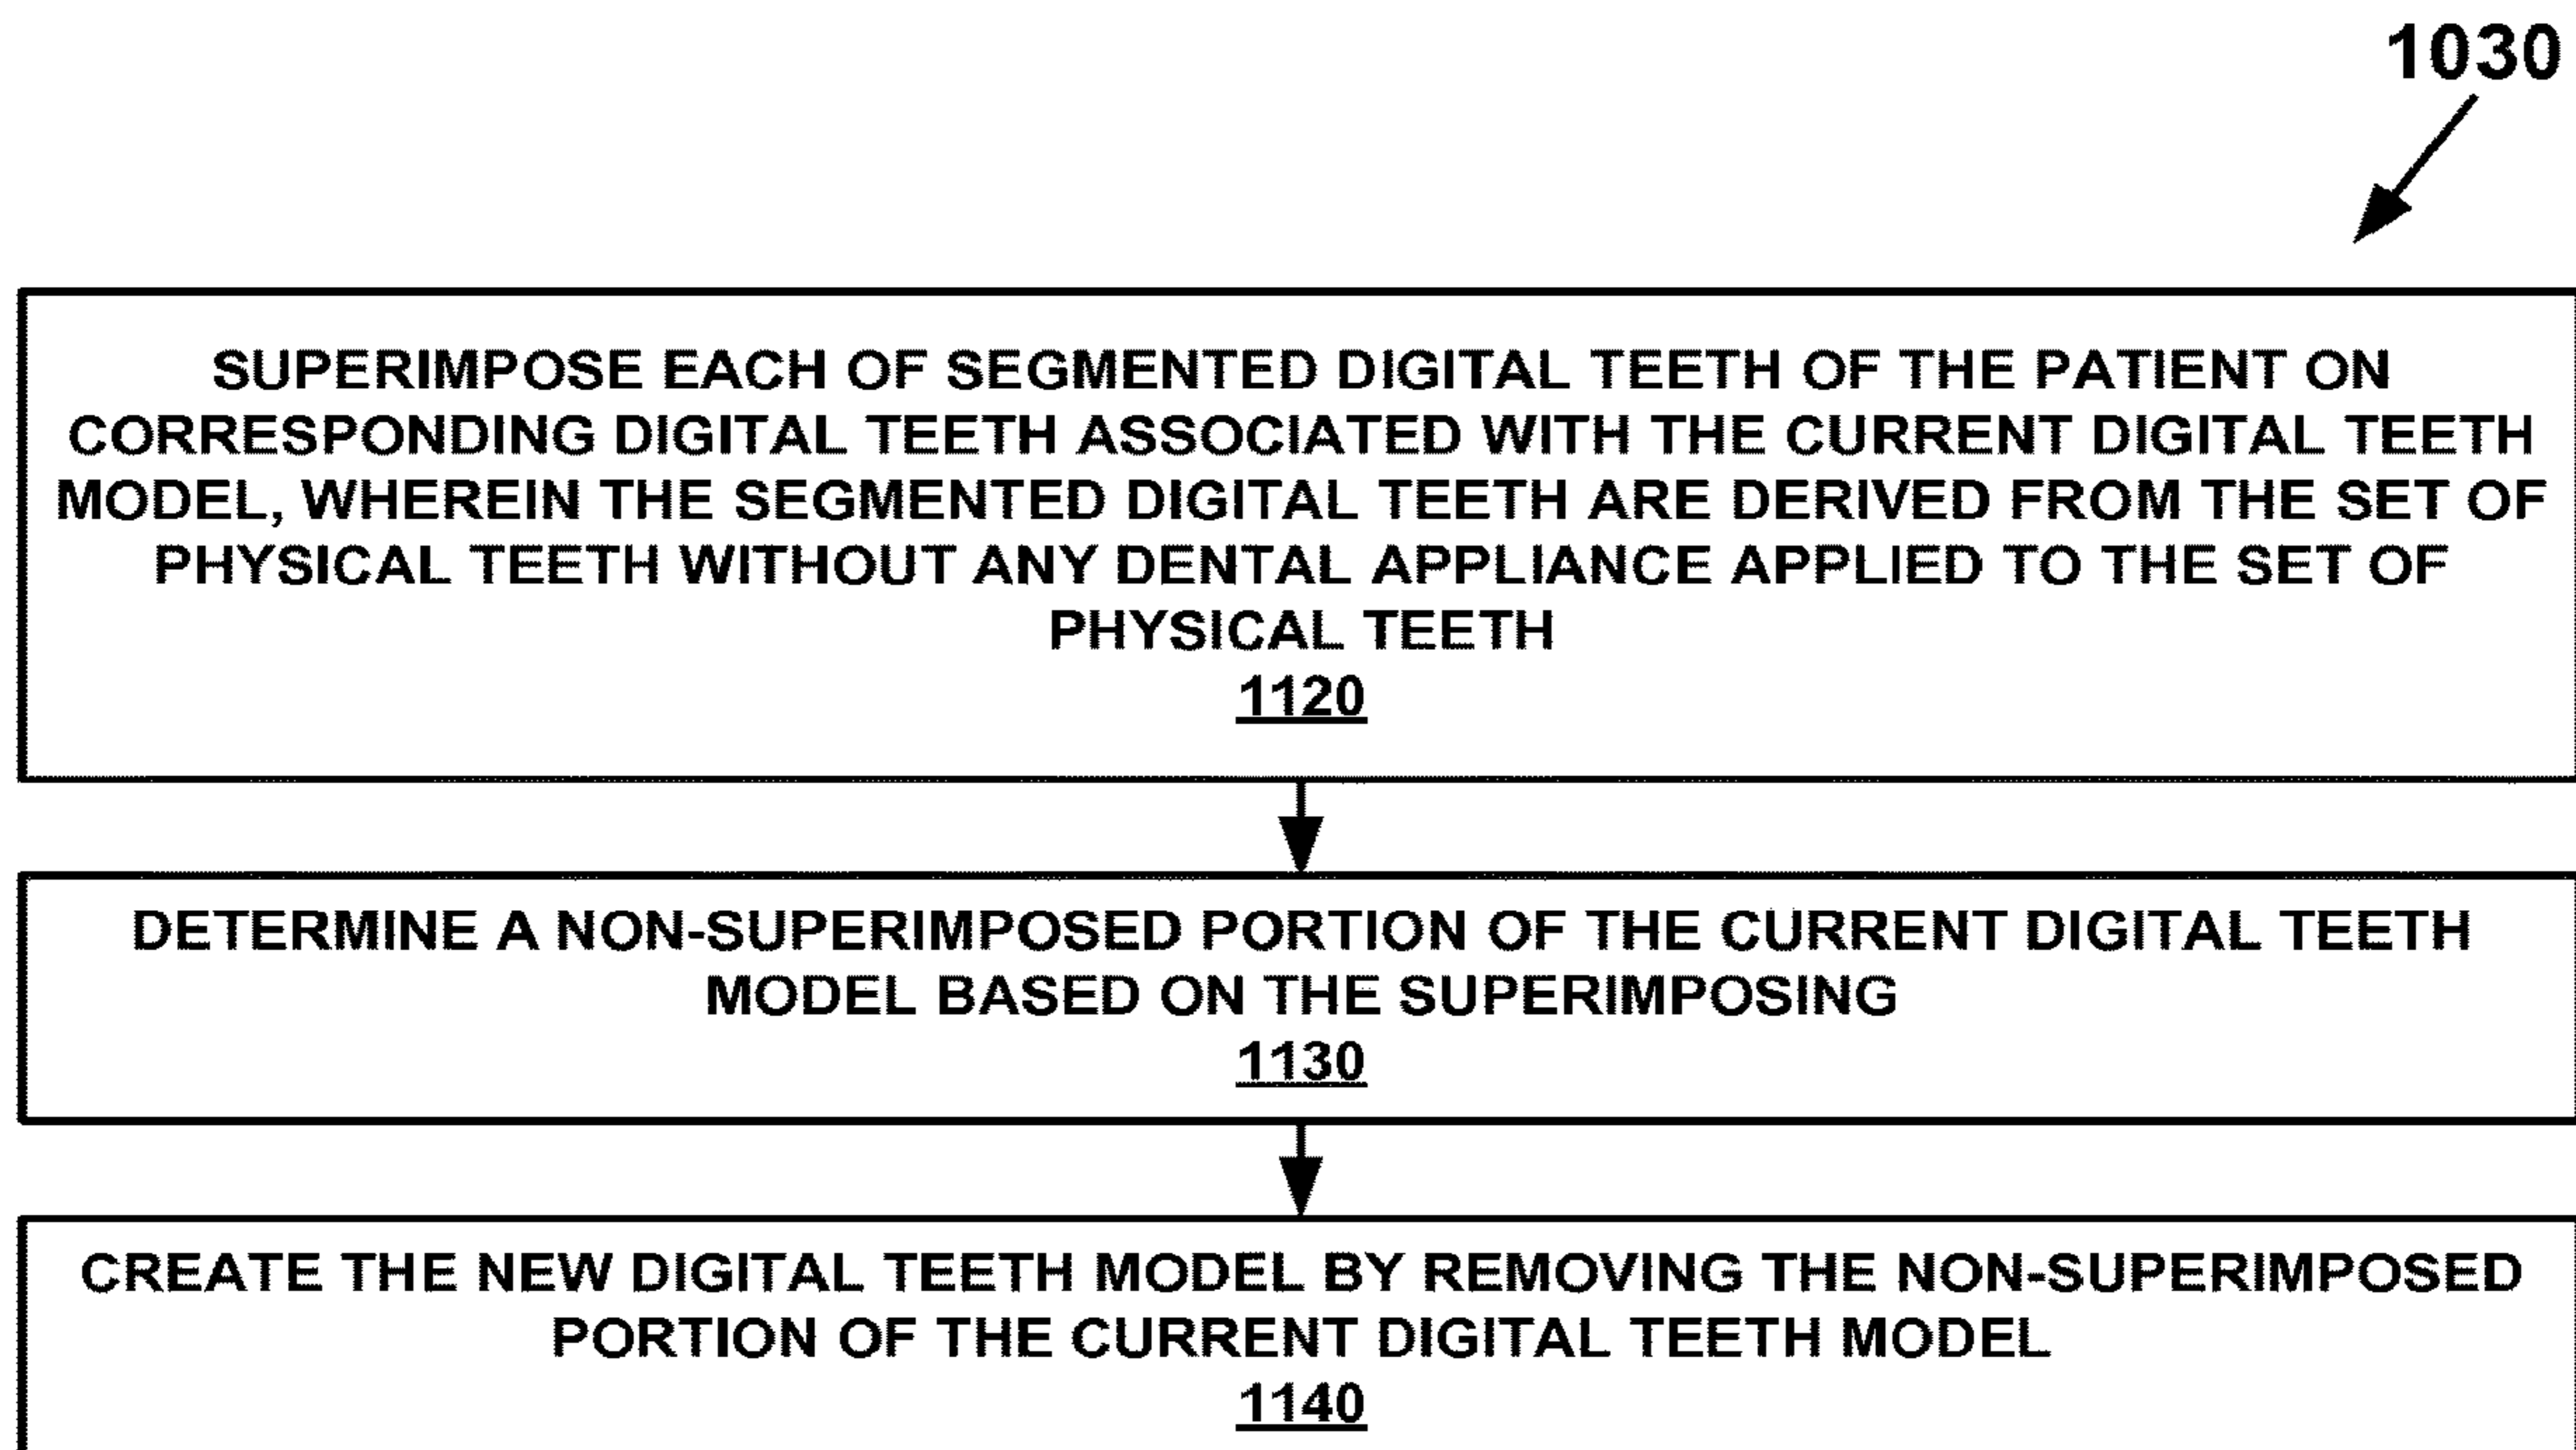 1030
SUPERIMPOSE EACH OF SEGMENTED DIGITAL TEETH OF THE PATIENT ON
CORRESPONDING DIGITAL TEETH ASSOCIATED WITH THE CURRENT DIGITAL TEETH
MODEL, WHEREIN THE SEGMENTED DIGITAL TEETH ARE DERIVED FROM THE SET OF
PHYSICAL TEETH WITHOUT ANY DENTAL APPLIANCE APPLIED TO THE SET OF
PHYSICAL TEETH
1120
DETERMINE A NON-SUPERIMPOSED PORTION OF THE CURRENT DIGITAL TEETH
MODEL BASED ON THE SUPERIMPOSING
1130
CREATE THE NEW DIGITAL TEETH MODEL BY REMOVING THE NON-SUPERIMPOSED
PORTION OF THE CURRENT DIGITAL TEETH MODEL
1140